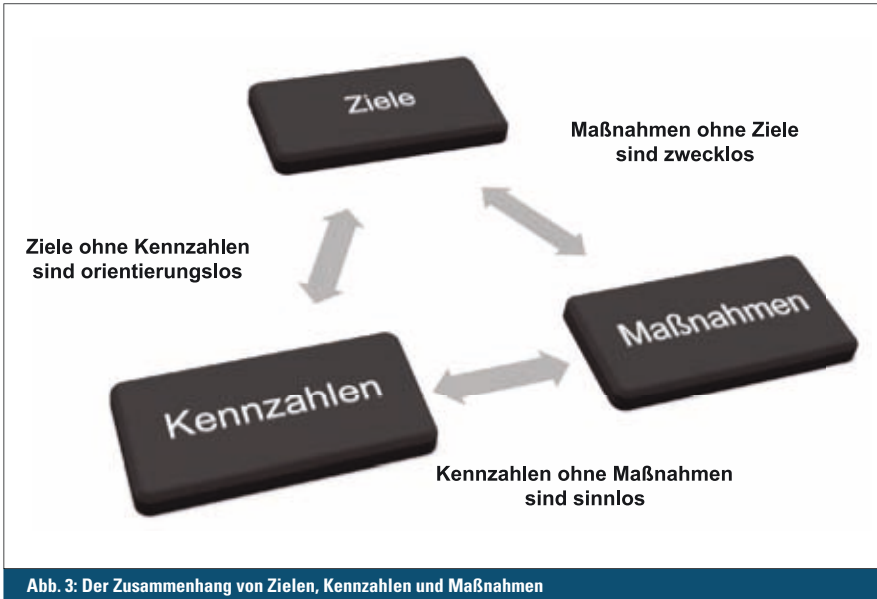 Ziele
Maßnahmen ohne Ziele
sind zwecklos
Ziele ohne Kennzahlen
sind orientierungslos
Maßnahmen
Kennzahlen
Kennzahlen ohne Maßnahmen
sind sinnlos
Abb. 3: Der Zusammenhang von Zielen, Kennzahlen und Maßnahmen